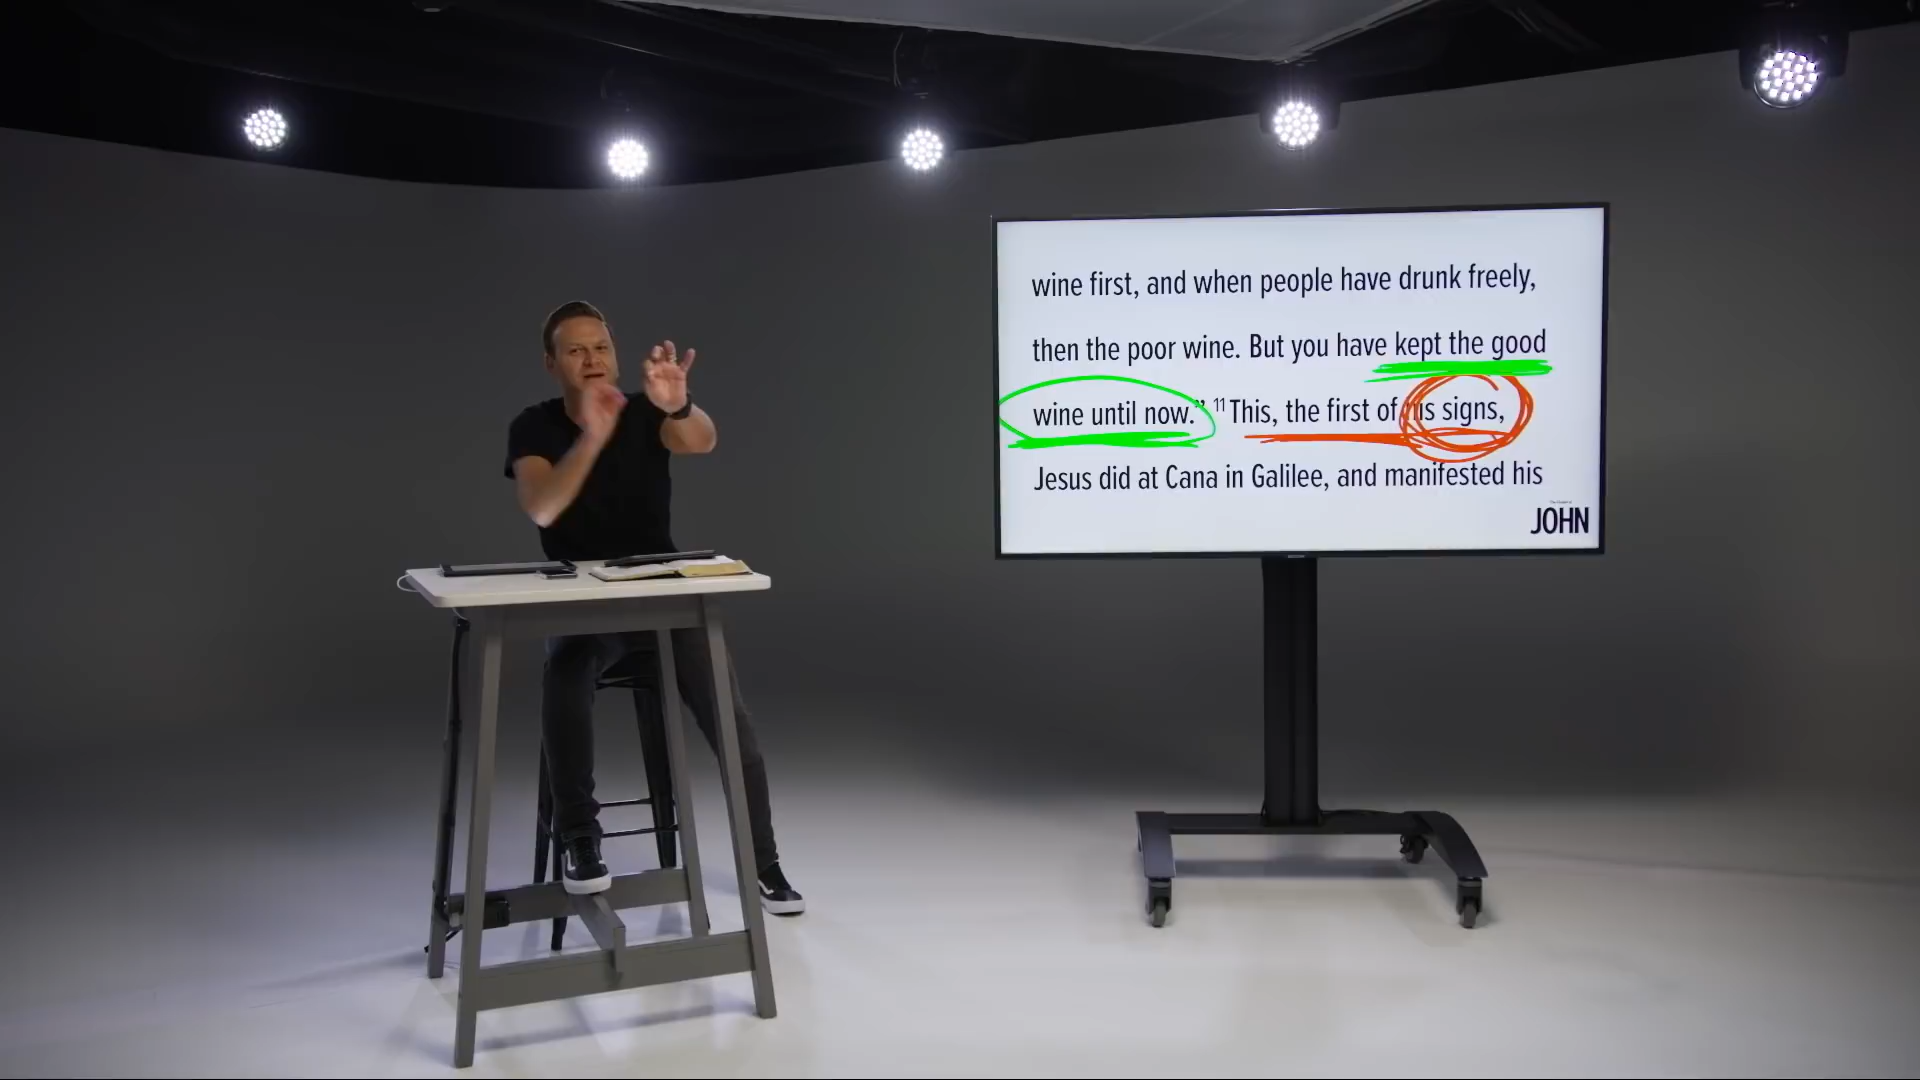 wine first, and when people have drunk freely,
then the poor wine. But you have kept the good
wine until now.” 11 This, the first of his signs,
Jesus did at Cana in Galilee, and manifested his
JOHN